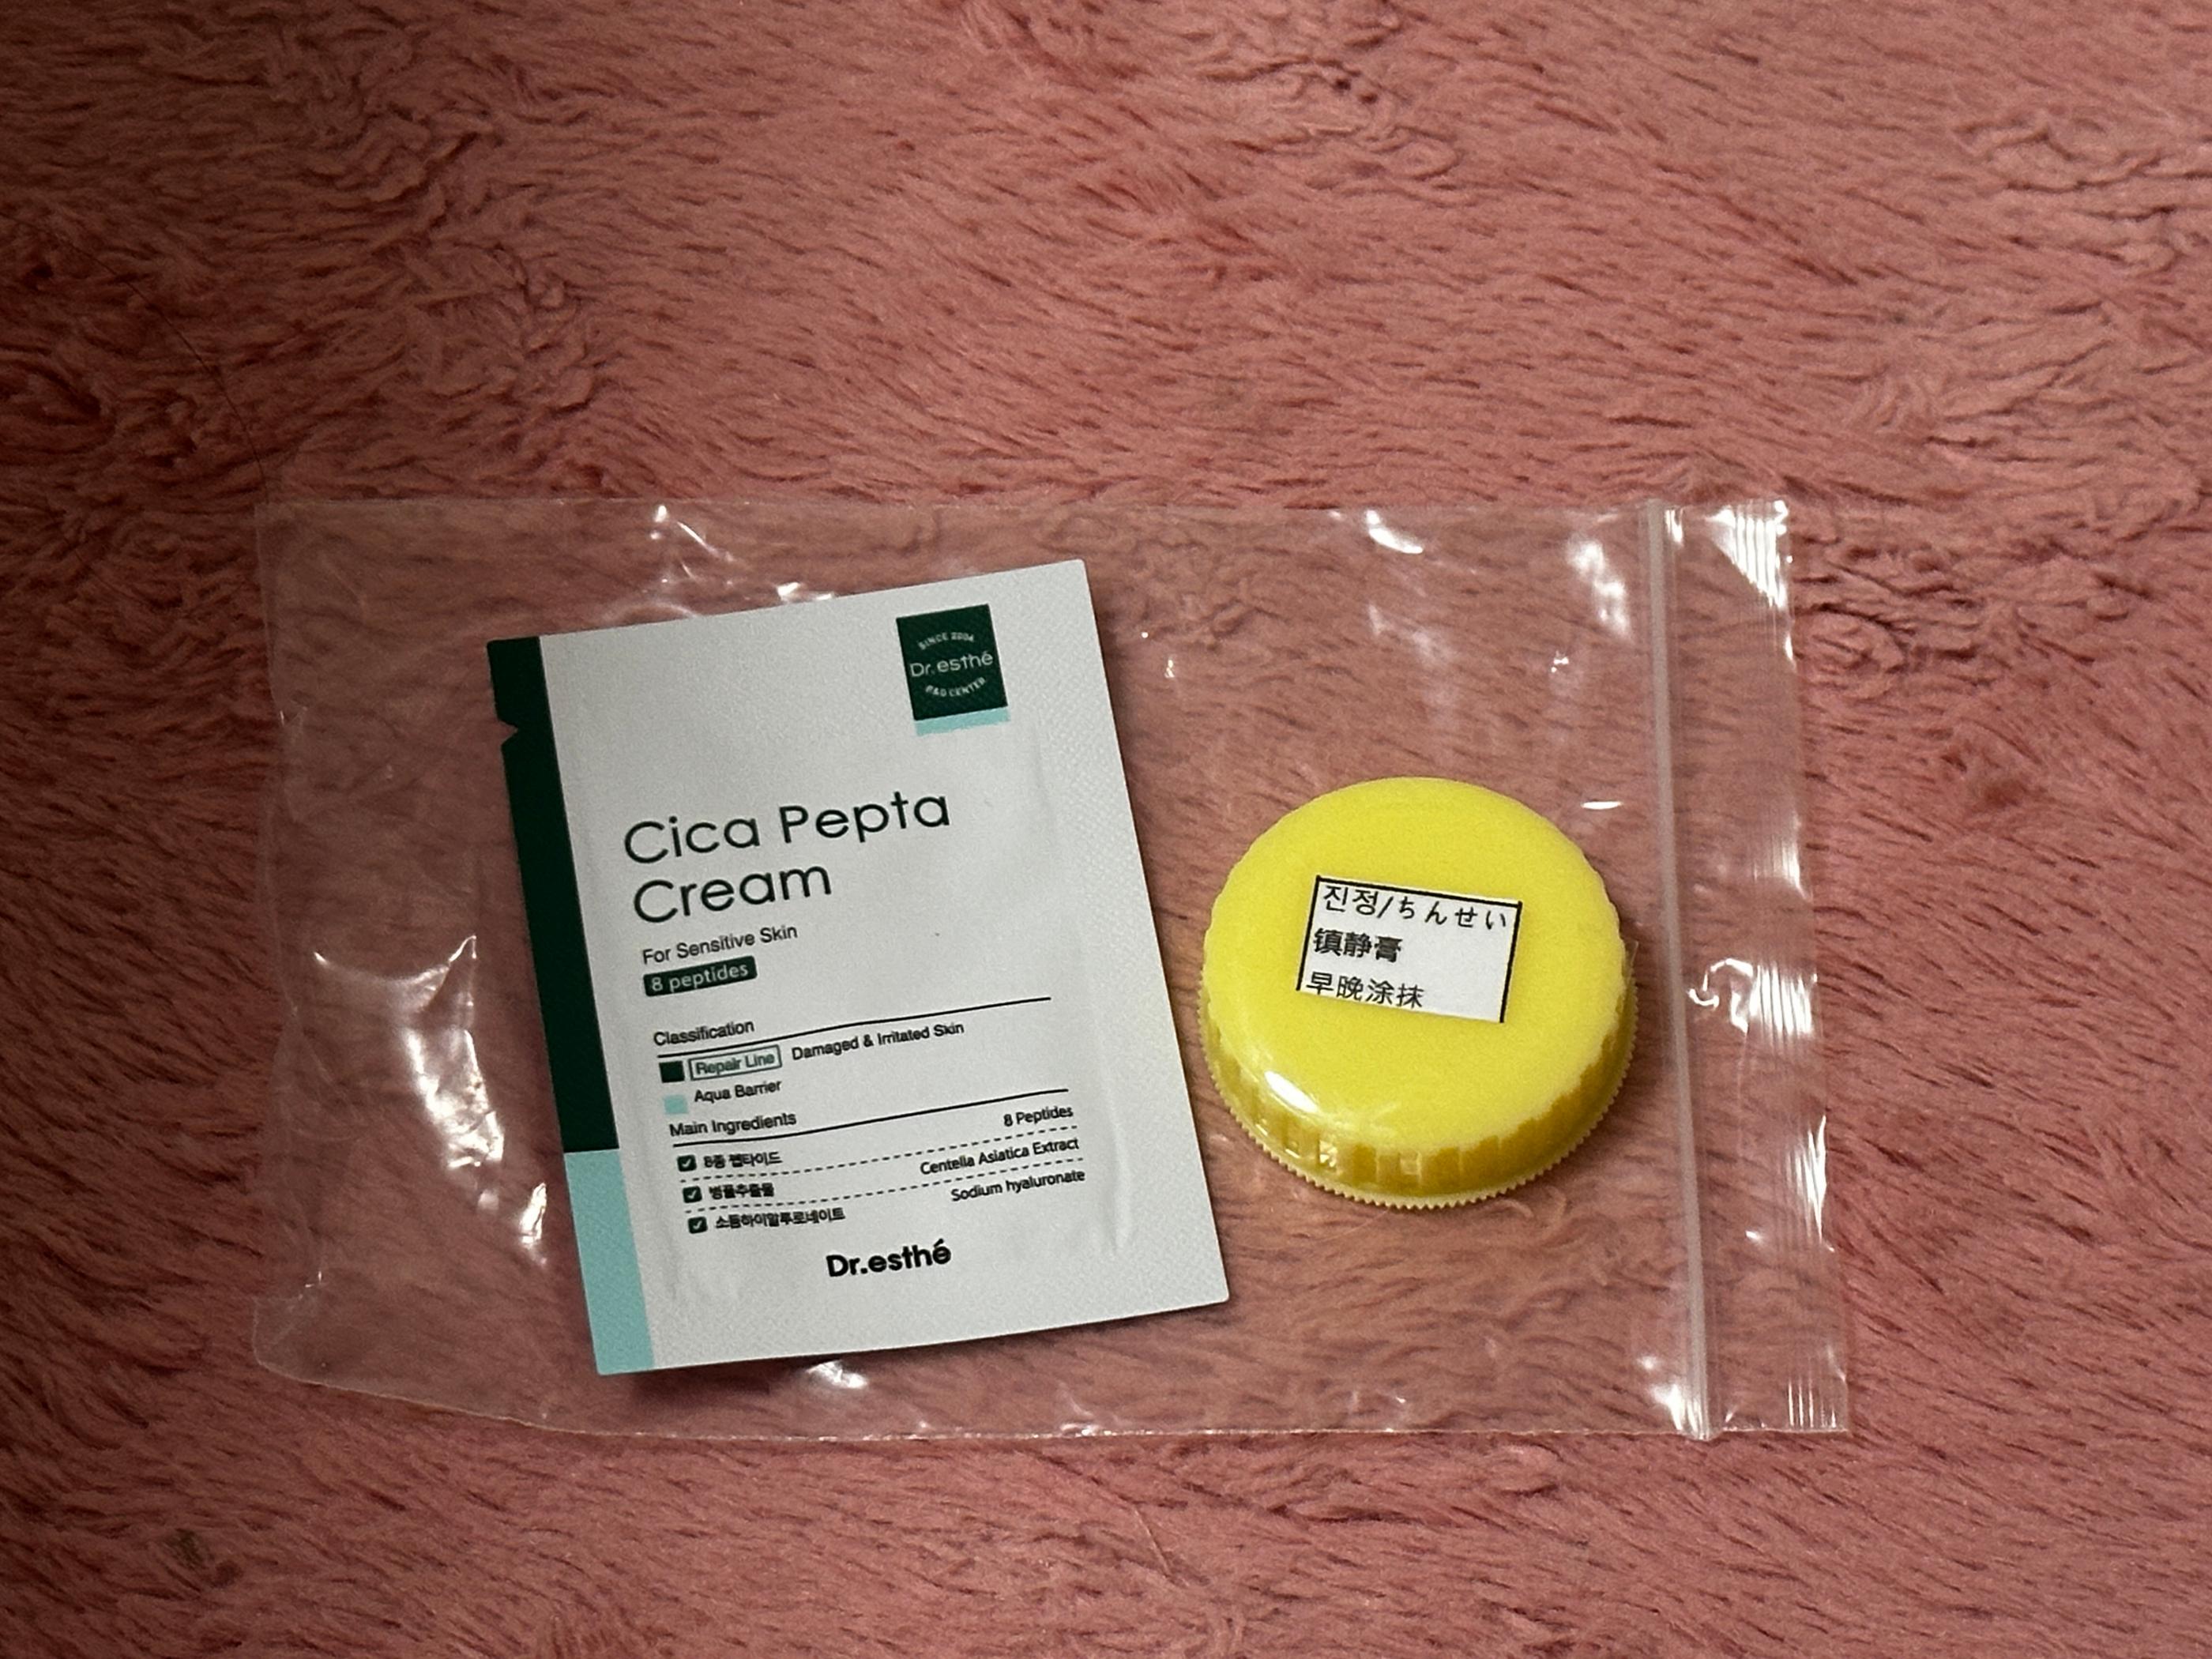 SINCE 2004
Dr.esthé
R&D CENTER
Cica Pepta
Cream
For Sensitive Skin
8 peptides
Classification
Repair Line Damaged & Irritated Skin
Aqua Barrier
Main Ingredients
8종 펩타이드 8 Peptides
병풀추출물 Centella Asiatica Extract
소듐하이알루로네이트 Sodium hyaluronate
Dr.esthé
진정/ちんせい
镇静膏
早晚涂抹